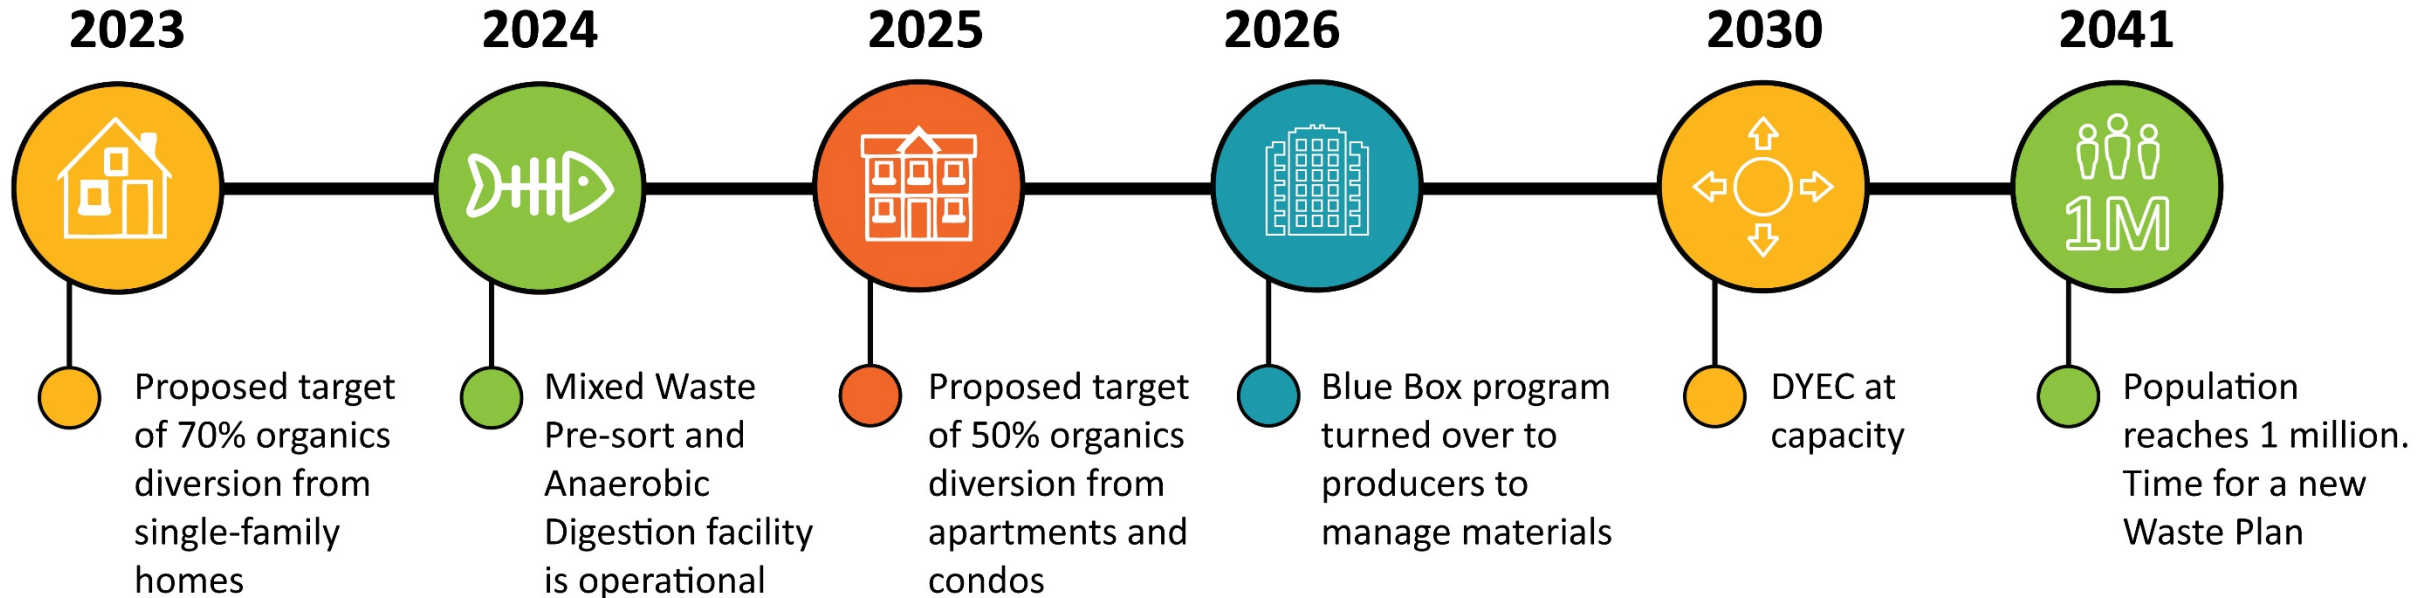 2023
Proposed target
of 70% organics
diversion from
single-family
homes
2024
Mixed Waste
Pre-sort and
Anaerobic
Digestion facility
is operational
2025
Proposed target
of 50% organics
diversion from
apartments and
condos
2026
Blue Box program
turned over to
producers to
manage materials
2030
DYEC at
capacity
2041
1M
Population
reaches 1 million.
Time for a new
Waste Plan